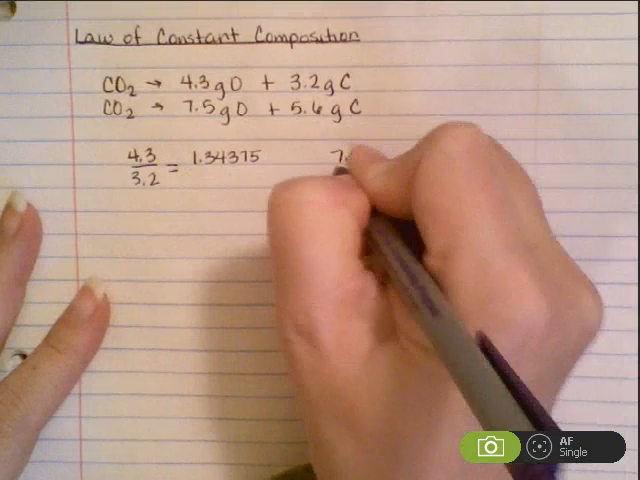 Law of Constant Composition
CO₂ → 4.3 g O + 3.2 g C
CO₂ → 7.5 g O + 5.6 g C
4.3
3.2
= 1.34375
7.
AF
Single